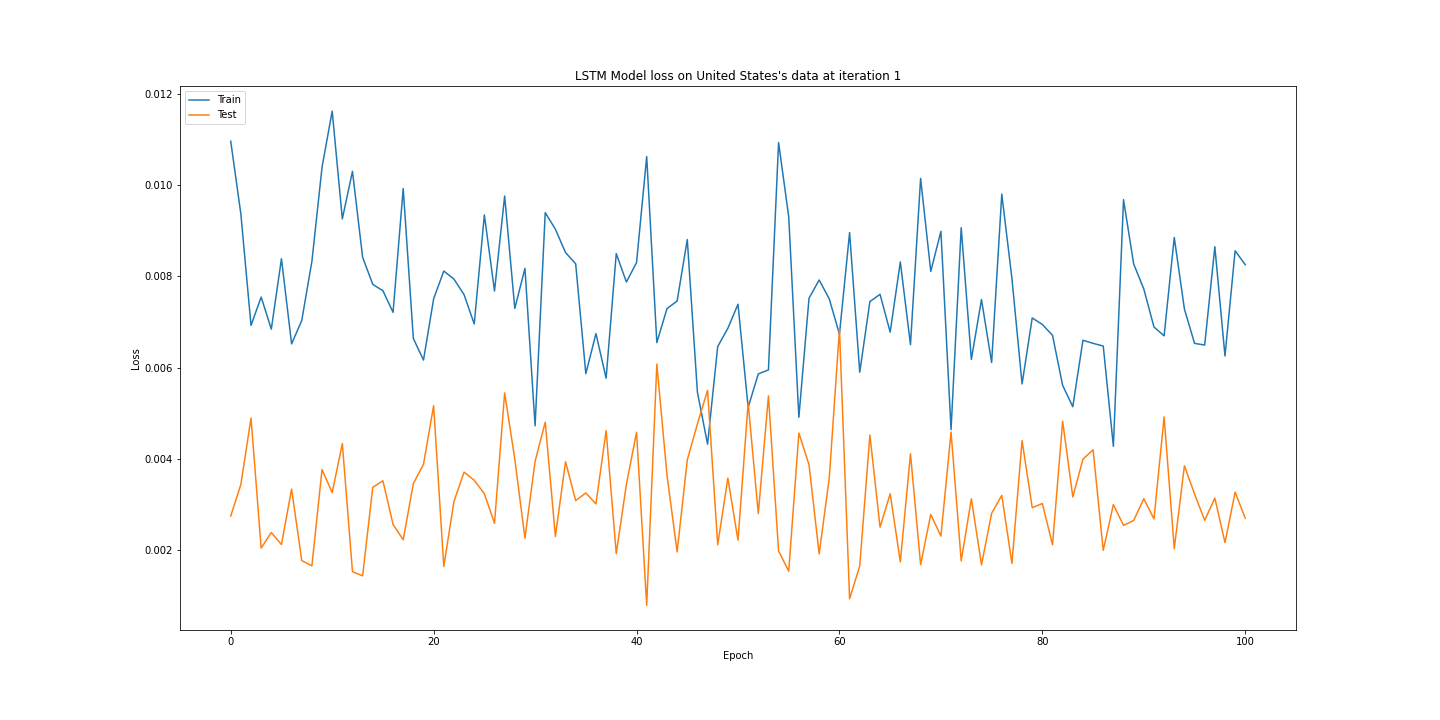 LSTM Model loss on United States's data at iteration 1
Train
Test
0.012
0.010
0.008
0.006
0.004
0.002
Loss
0 20 40 60 80 100
Epoch